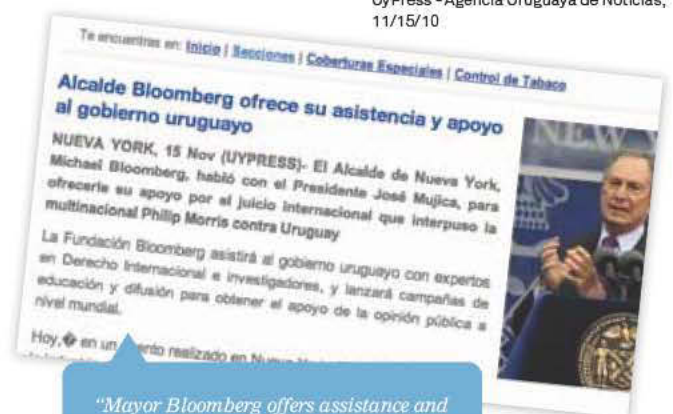 UyPress - Agencia Uruguaya de Noticias,
11/15/10
Te encuentras en: Inicio | Secciones | Coberturas Especiales | Control de Tabaco
Alcalde Bloomberg ofrece su asistencia y apoyo
al gobierno uruguayo
NEW Y
NUEVA YORK, 15 Nov (UYPRESS)- El Alcalde de Nueva York,
Michael Bloomberg, habló con el Presidente José Mujica, para
ofrecerle su apoyo por el juicio internacional que interpuso la
multinacional Philip Morris contra Uruguay
La Fundación Bloomberg asistirá al gobierno uruguayo con expertos
en Derecho Internacional e investigadores, y lanzará campañas de
educación y difusión para obtener el apoyo de la opinión pública a
nivel mundial.
Hoy,� en un realizado en
"Mayor Bloomberg offers assistance and